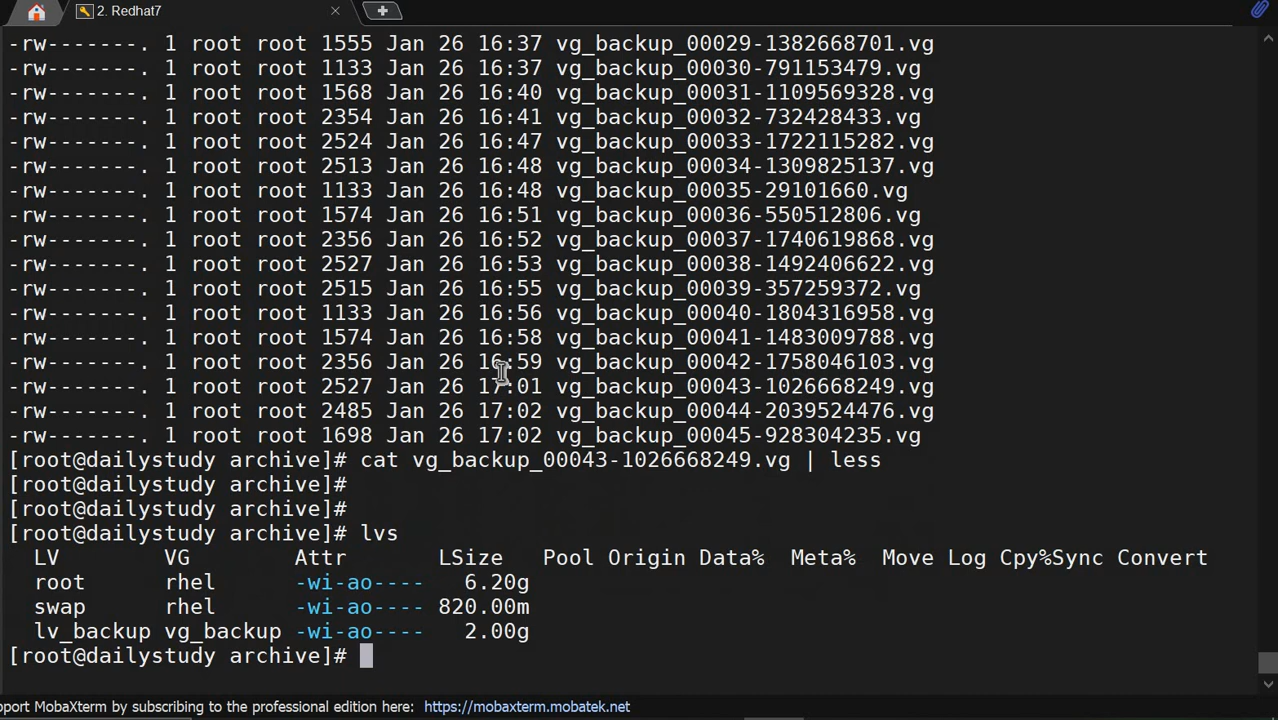 2. Redhat7
-rw-------. 1 root root 1555 Jan 26 16:37 vg_backup_00029-1382668701.vg
-rw-------. 1 root root 1133 Jan 26 16:37 vg_backup_00030-791153479.vg
-rw-------. 1 root root 1568 Jan 26 16:40 vg_backup_00031-1109569328.vg
-rw-------. 1 root root 2354 Jan 26 16:41 vg_backup_00032-732428433.vg
-rw-------. 1 root root 2524 Jan 26 16:47 vg_backup_00033-1722115282.vg
-rw-------. 1 root root 2513 Jan 26 16:48 vg_backup_00034-1309825137.vg
-rw-------. 1 root root 1133 Jan 26 16:48 vg_backup_00035-29101660.vg
-rw-------. 1 root root 1574 Jan 26 16:51 vg_backup_00036-550512806.vg
-rw-------. 1 root root 2356 Jan 26 16:52 vg_backup_00037-1740619868.vg
-rw-------. 1 root root 2527 Jan 26 16:53 vg_backup_00038-1492406622.vg
-rw-------. 1 root root 2515 Jan 26 16:55 vg_backup_00039-357259372.vg
-rw-------. 1 root root 1133 Jan 26 16:56 vg_backup_00040-1804316958.vg
-rw-------. 1 root root 1574 Jan 26 16:58 vg_backup_00041-1483009788.vg
-rw-------. 1 root root 2356 Jan 26 16:59 vg_backup_00042-1758046103.vg
-rw-------. 1 root root 2527 Jan 26 17:01 vg_backup_00043-1026668249.vg
-rw-------. 1 root root 2485 Jan 26 17:02 vg_backup_00044-2039524476.vg
-rw-------. 1 root root 1698 Jan 26 17:02 vg_backup_00045-928304235.vg
[root@dailystudy archive]# cat vg_backup_00043-1026668249.vg | less
[root@dailystudy archive]#
[root@dailystudy archive]#
[root@dailystudy archive]# lvs
LV VG Attr LSize Pool Origin Data% Meta% Move Log Cpy%Sync Convert
root rhel -wi-ao---- 6.20g
swap rhel -wi-ao---- 820.00m
lv_backup vg_backup -wi-ao---- 2.00g
[root@dailystudy archive]#
pport MobaXterm by subscribing to the professional edition here: https://mobaxterm.mobatek.net